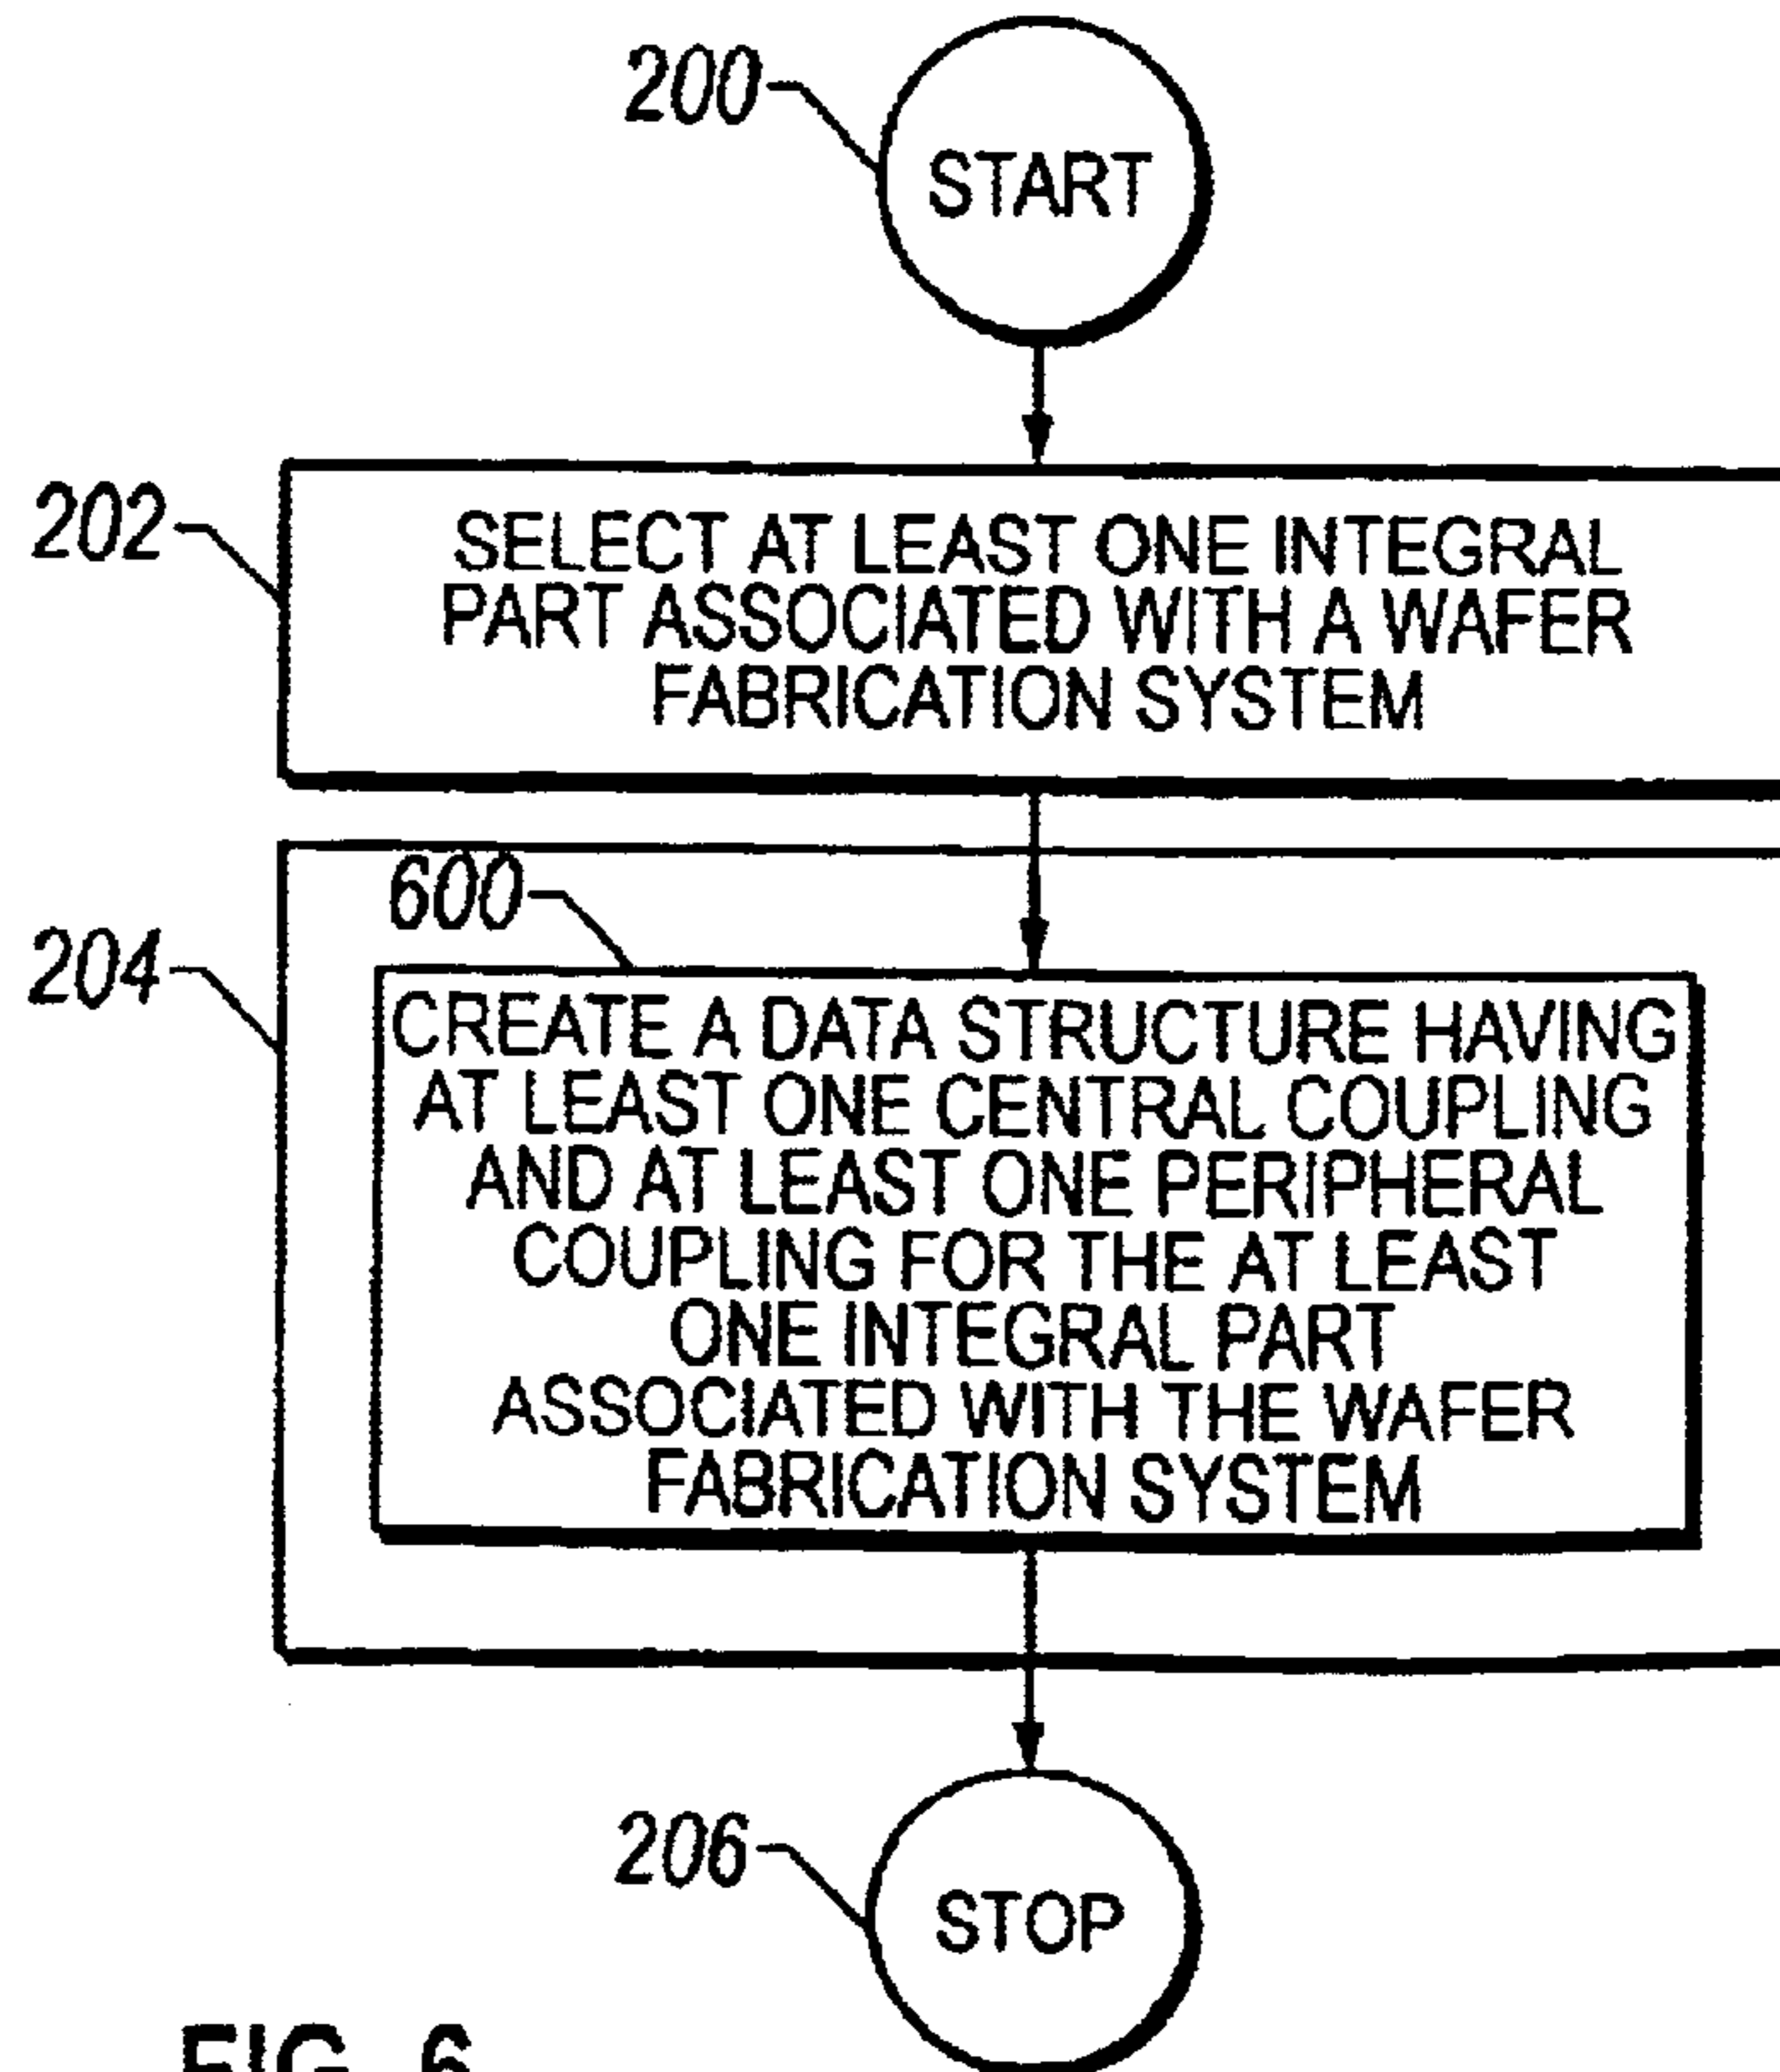 200
START
202
SELECT AT LEAST ONE INTEGRAL
PART ASSOCIATED WITH A WAFER
FABRICATION SYSTEM
600
204
CREATE A DATA STRUCTURE HAVING
AT LEAST ONE CENTRAL COUPLING
AND AT LEAST ONE PERIPHERAL
COUPLING FOR THE AT LEAST
ONE INTEGRAL PART
ASSOCIATED WITH THE WAFER
FABRICATION SYSTEM
206
STOP
FIG. 6